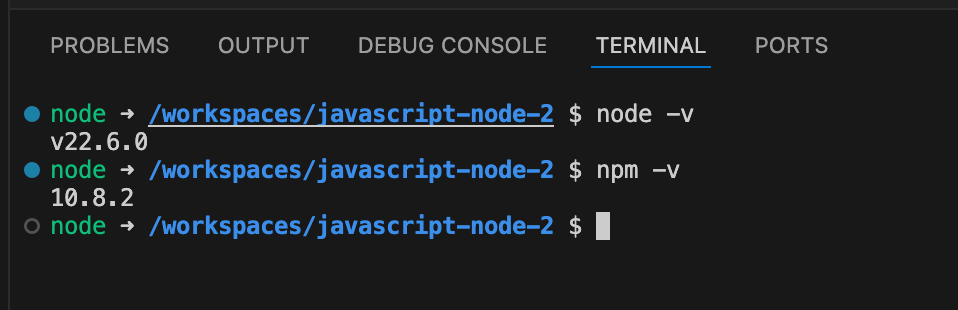 PROBLEMS OUTPUT DEBUG CONSOLE TERMINAL PORTS
node ➜ /workspaces/javascript-node-2 $ node -v
v22.6.0
node ➜ /workspaces/javascript-node-2 $ npm -v
10.8.2
node ➜ /workspaces/javascript-node-2 $